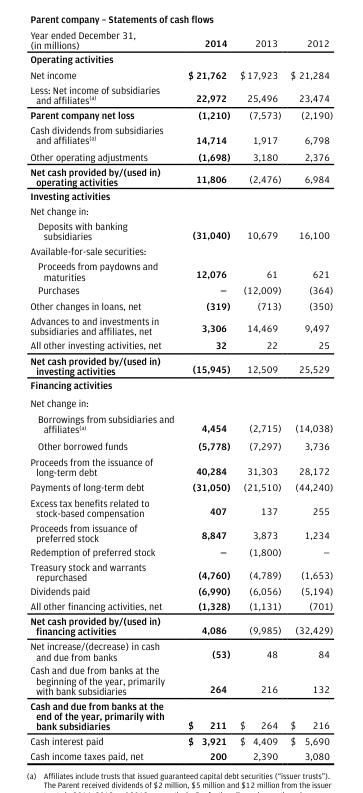 Parent company – Statements of cash flows
Year ended December 31,
(in millions) 2014 2013 2012
Operating activities
Net income $ 21,762 $ 17,923 $ 21,284
Less: Net income of subsidiaries
and affiliates(a) 22,972 25,496 23,474
Parent company net loss (1,210) (7,573) (2,190)
Cash dividends from subsidiaries
and affiliates(a) 14,714 1,917 6,798
Other operating adjustments (1,698) 3,180 2,376
Net cash provided by/(used in)
operating activities 11,806 (2,476) 6,984
Investing activities
Net change in:
Deposits with banking
subsidiaries (31,040) 10,679 16,100
Available-for-sale securities:
Proceeds from paydowns and
maturities 12,076 61 621
Purchases – (12,009) (364)
Other changes in loans, net (319) (713) (350)
Advances to and investments in
subsidiaries and affiliates, net 3,306 14,469 9,497
All other investing activities, net 32 22 25
Net cash provided by/(used in)
investing activities (15,945) 12,509 25,529
Financing activities
Net change in:
Borrowings from subsidiaries and
affiliates(a) 4,454 (2,715) (14,038)
Other borrowed funds (5,778) (7,297) 3,736
Proceeds from the issuance of
long-term debt 40,284 31,303 28,172
Payments of long-term debt (31,050) (21,510) (44,240)
Excess tax benefits related to
stock-based compensation 407 137 255
Proceeds from issuance of
preferred stock 8,847 3,873 1,234
Redemption of preferred stock – (1,800) –
Treasury stock and warrants
repurchased (4,760) (4,789) (1,653)
Dividends paid (6,990) (6,056) (5,194)
All other financing activities, net (1,328) (1,131) (701)
Net cash provided by/(used in)
financing activities 4,086 (9,985) (32,429)
Net increase/(decrease) in cash
and due from banks (53) 48 84
Cash and due from banks at the
beginning of the year, primarily
with bank subsidiaries 264 216 132
Cash and due from banks at the
end of the year, primarily with
bank subsidiaries $ 211 $ 264 $ 216
Cash interest paid $ 3,921 $ 4,409 $ 5,690
Cash income taxes paid, net 200 2,390 3,080
(a) Affiliates include trusts that issued guaranteed capital debt securities ("issuer trusts").
The Parent received dividends of $2 million, $5 million and $12 million from the issuer